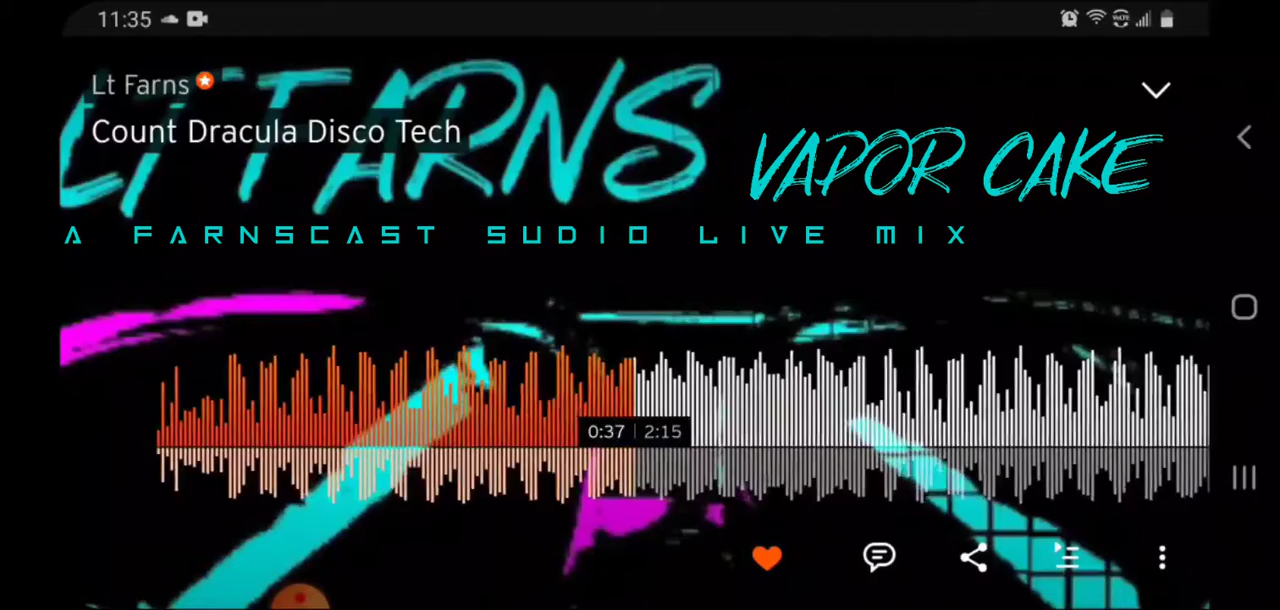 11:35
Lt Farns
Count Dracula Disco Tech
LT FARNS
VAPOR CAKE
A FARNSCAST SUDIO LIVE MIX
0:37 | 2:15